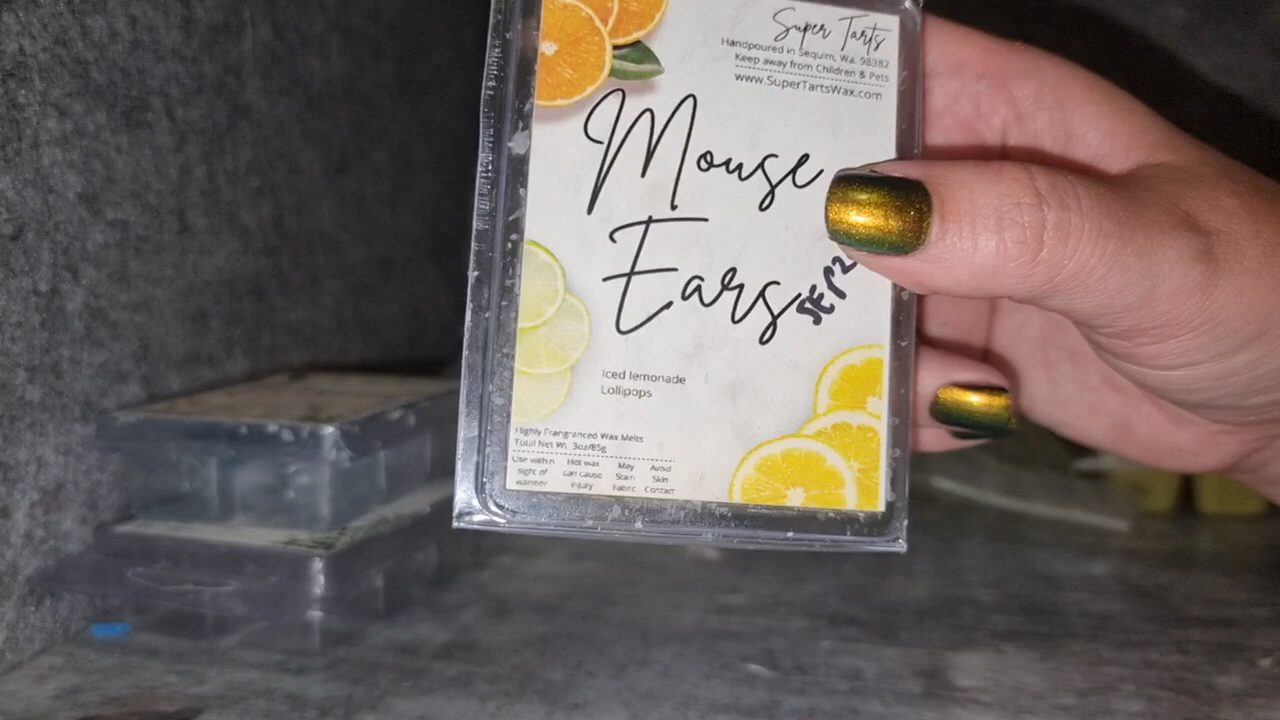 Super Tarts
Handpoured in Sequim, Wa. 98382
Keep away from Children & Pets
www.SuperTartsWax.com
Mouse
Ears
SEP2
Iced lemonade
Lollipops
Highly Frangranced Wax Melts
Total Net Wt. 3oz/85g
Use within sight of warmer
Hot wax can cause injury
May Stain Fabric
Avoid Skin Contact